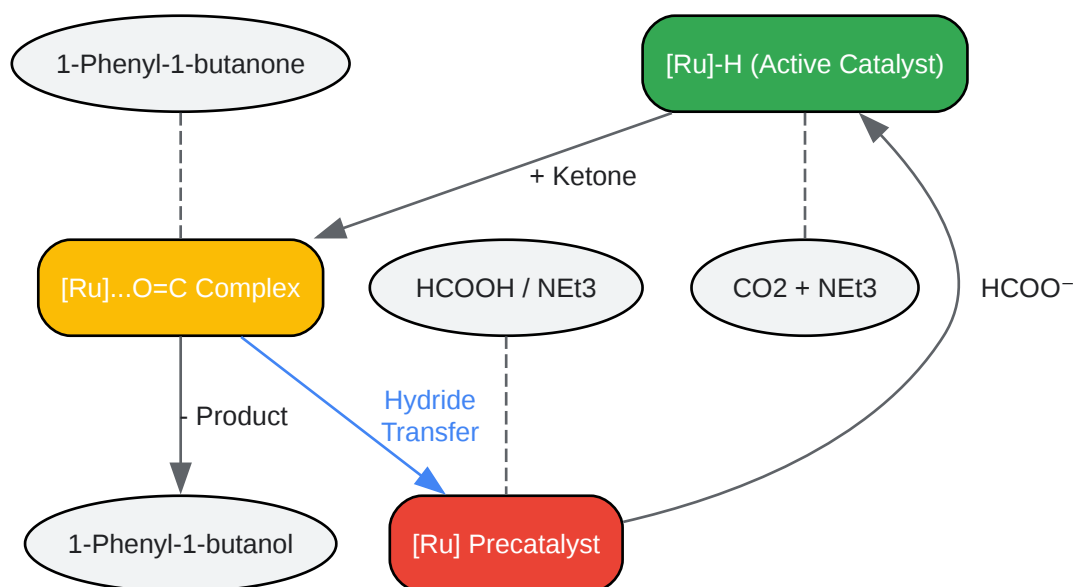 1-Phenyl-1-butanone
[Ru]-H (Active Catalyst)
+ Ketone
[Ru]...O=C Complex
HCOOH / NEt3
CO2 + NEt3
HCOO⁻
Hydride
Transfer
- Product
1-Phenyl-1-butanol
[Ru] Precatalyst